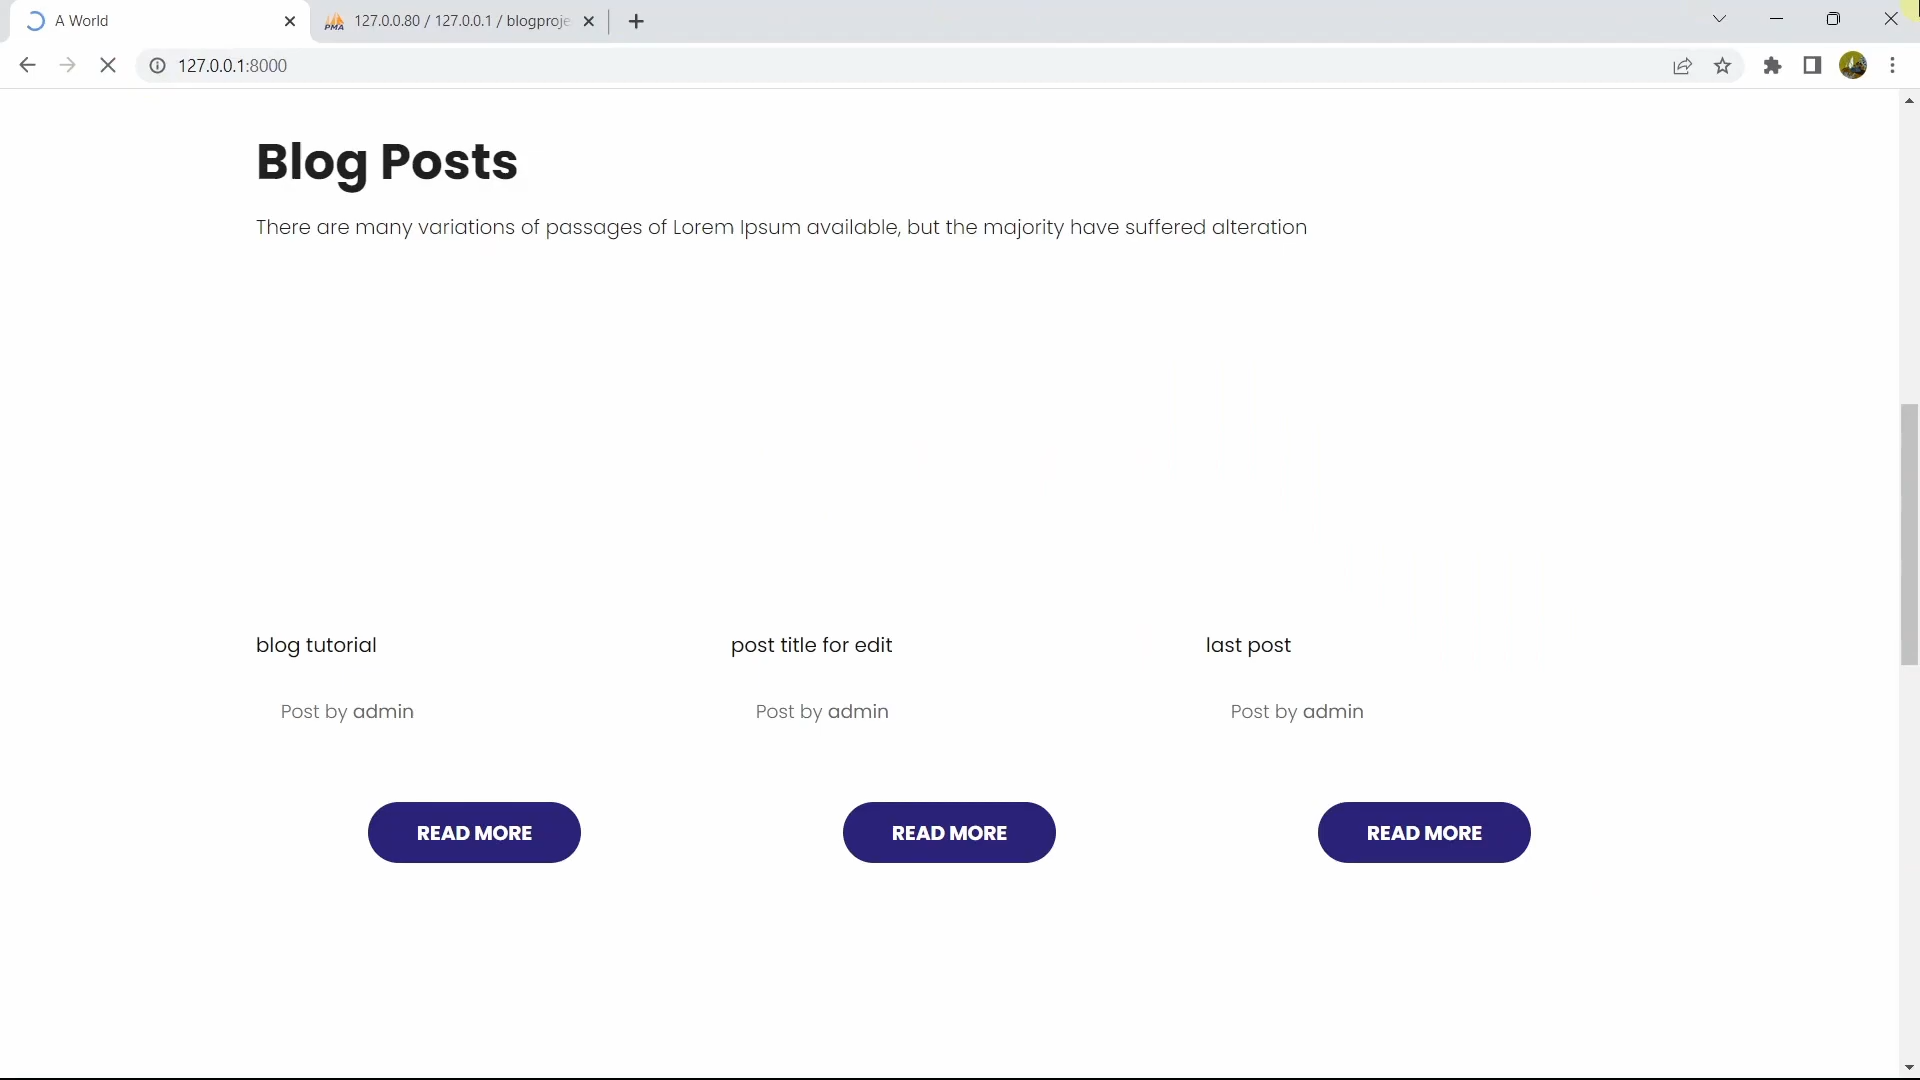 A World
PMA 127.0.0.80 / 127.0.0.1 / blogproje
127.0.0.1:8000
Blog Posts
There are many variations of passages of Lorem Ipsum available, but the majority have suffered alteration
blog tutorial
post title for edit
last post
Post by admin
Post by admin
Post by admin
READ MORE
READ MORE
READ MORE